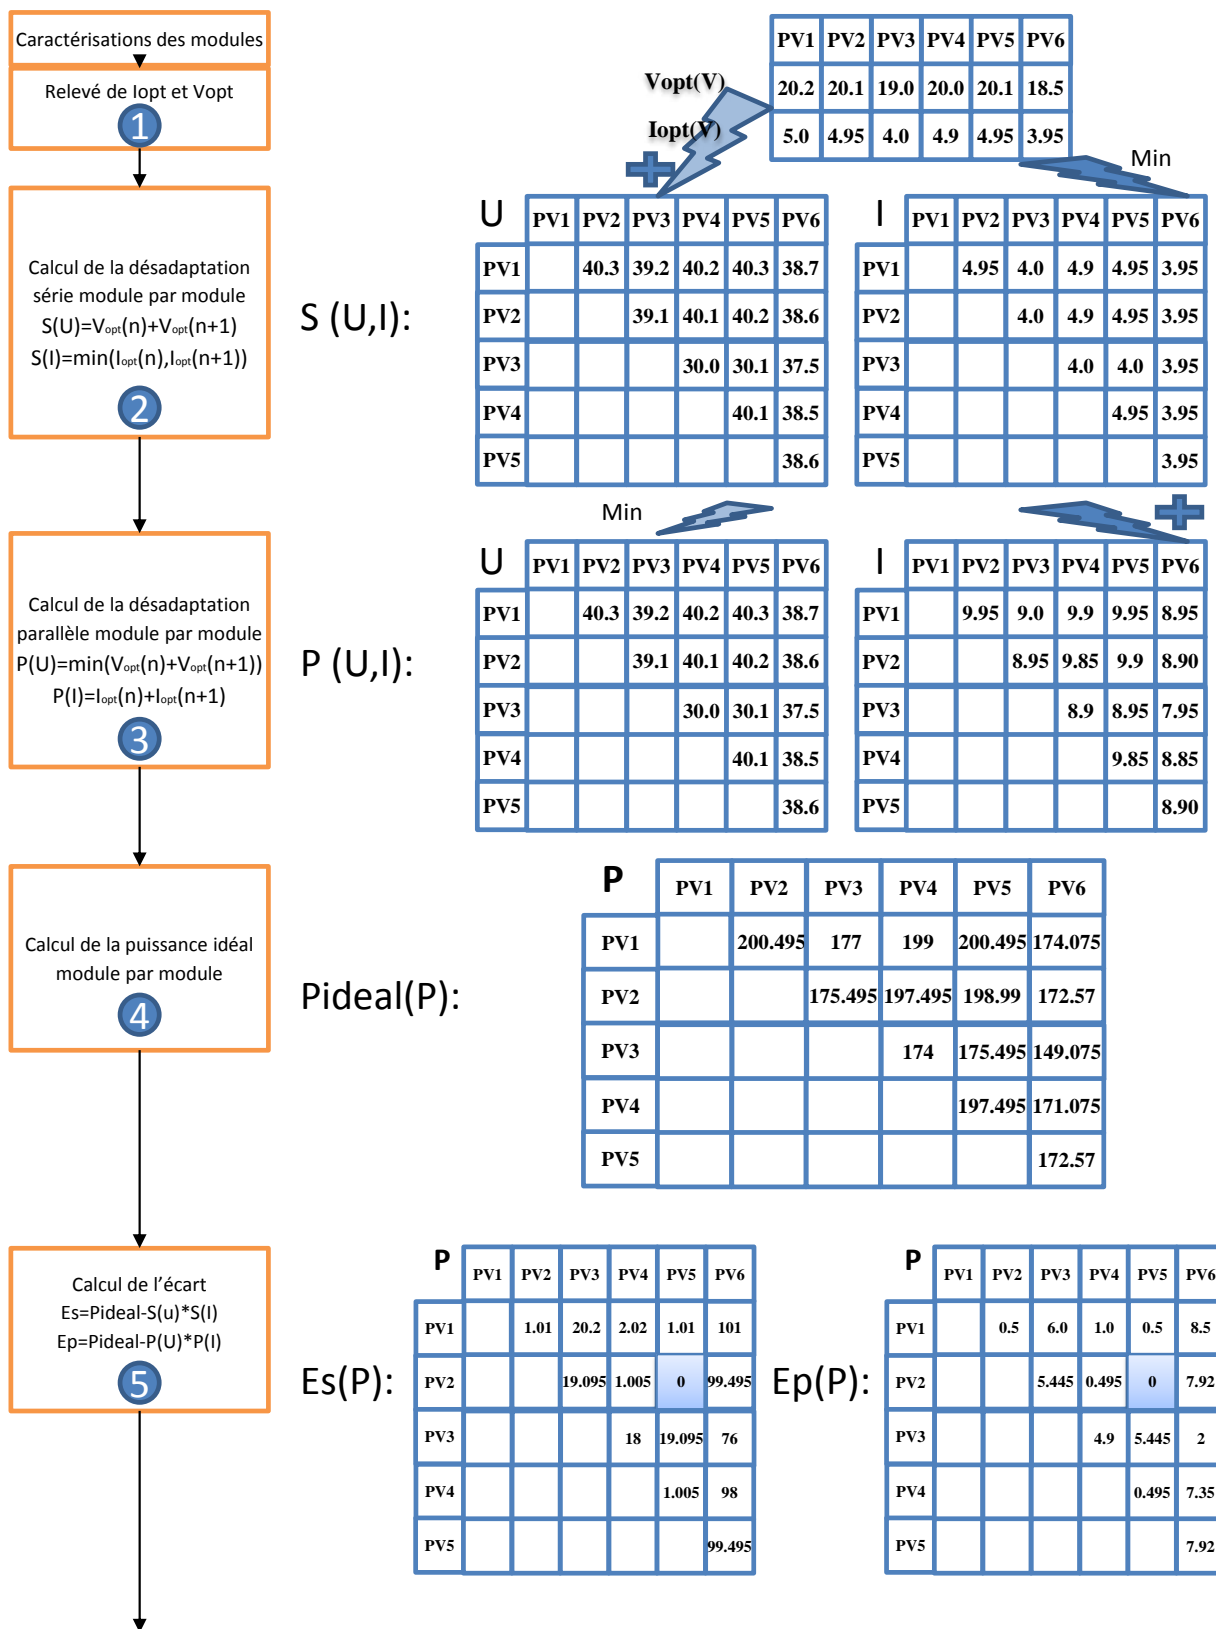 Caractérisations des modules
Relevé de Iopt et Vopt
1
PV1 PV2 PV3 PV4 PV5 PV6
Vopt(V) 20.2 20.1 19.0 20.0 20.1 18.5
Iopt(V) 5.0 4.95 4.0 4.9 4.95 3.95
Min
Calcul de la désadaptation
série module par module
S(U)=Vopt(n)+Vopt(n+1)
S(I)=min(Iopt(n),Iopt(n+1))
2
S (U,I):
U PV1 PV2 PV3 PV4 PV5 PV6
PV1 40.3 39.2 40.2 40.3 38.7
PV2 39.1 40.1 40.2 38.6
PV3 30.0 30.1 37.5
PV4 40.1 38.5
PV5 38.6
I PV1 PV2 PV3 PV4 PV5 PV6
PV1 4.95 4.0 4.9 4.95 3.95
PV2 4.0 4.9 4.95 3.95
PV3 4.0 4.0 3.95
PV4 4.95 3.95
PV5 3.95
Min
Calcul de la désadaptation
parallèle module par module
P(U)=min(Vopt(n)+Vopt(n+1))
P(I)=Iopt(n)+Iopt(n+1)
3
P (U,I):
U PV1 PV2 PV3 PV4 PV5 PV6
PV1 40.3 39.2 40.2 40.3 38.7
PV2 39.1 40.1 40.2 38.6
PV3 30.0 30.1 37.5
PV4 40.1 38.5
PV5 38.6
I PV1 PV2 PV3 PV4 PV5 PV6
PV1 9.95 9.0 9.9 9.95 8.95
PV2 8.95 9.85 9.9 8.90
PV3 8.9 8.95 7.95
PV4 9.85 8.85
PV5 8.90
Calcul de la puissance idéal
module par module
4
Pideal(P):
P PV1 PV2 PV3 PV4 PV5 PV6
PV1 200.495 177 199 200.495 174.075
PV2 175.495 197.495 198.99 172.57
PV3 174 175.495 149.075
PV4 197.495 171.075
PV5 172.57
Calcul de l'écart
Es=Pideal-S(u)*S(I)
Ep=Pideal-P(U)*P(I)
5
Es(P):
P PV1 PV2 PV3 PV4 PV5 PV6
PV1 1.01 20.2 2.02 1.01 101
PV2 19.095 1.005 0 99.495
PV3 18 19.095 76
PV4 1.005 98
PV5 99.495
Ep(P):
P PV1 PV2 PV3 PV4 PV5 PV6
PV1 0.5 6.0 1.0 0.5 8.5
PV2 5.445 0.495 0 7.92
PV3 4.9 5.445 2
PV4 0.495 7.35
PV5 7.92